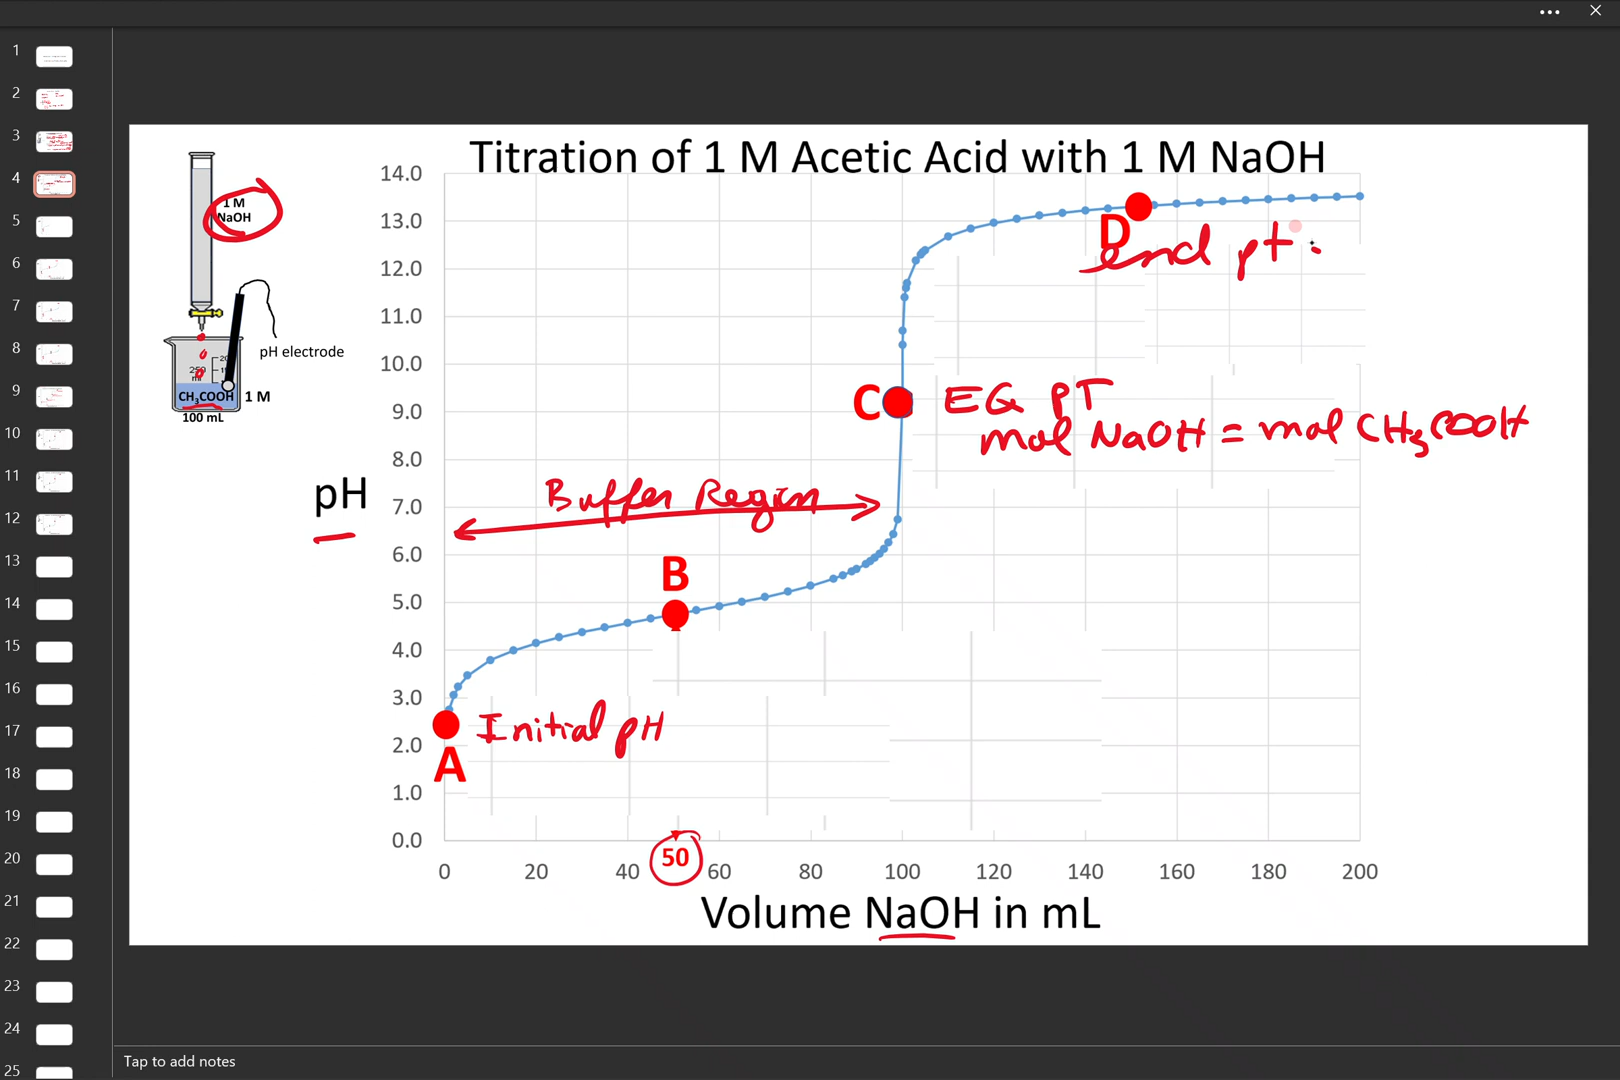 1
2
3
4
5
6
7
8
9
10
11
12
13
14
15
16
17
18
19
20
21
22
23
24
25
Titration of 1 M Acetic Acid with 1 M NaOH
1 M
NaOH
pH electrode
CH₃COOH
1 M
100 mL
pH
14.0
13.0
12.0
11.0
10.0
9.0
8.0
7.0
6.0
5.0
4.0
3.0
2.0
1.0
0.0
D
end pt:
C
EQ PT
mol NaOH = mol CH₃COOH
Buffer Region
B
Initial pH
A
0 20 40 50 60 80 100 120 140 160 180 200
Volume NaOH in mL
Tap to add notes